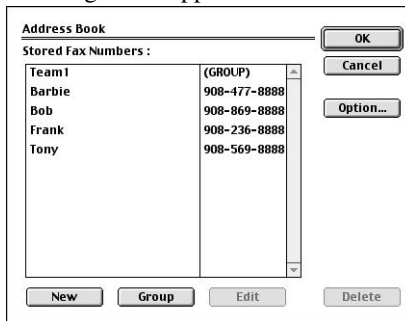 Address Book
OK
Stored Fax Numbers :
Cancel
Team1 (GROUP)
Barbie 908-477-8888
Bob 908-869-8888
Option...
Frank 908-236-8888
Tony 908-569-8888
New Group Edit Delete